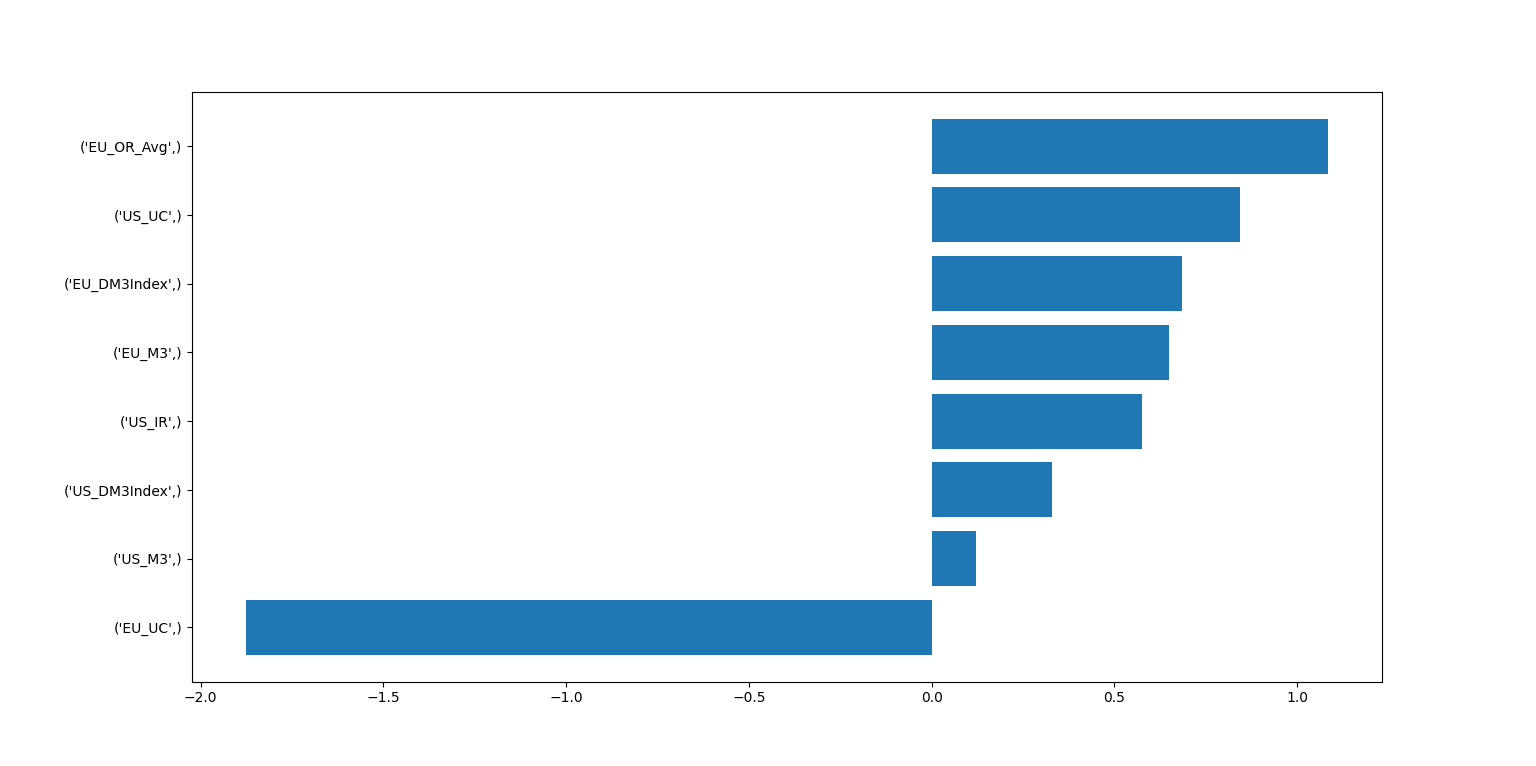 ('EU_OR_Avg',)
('US_UC',)
('EU_DM3Index',)
('EU_M3',)
('US_IR',)
('US_DM3Index',)
('US_M3',)
('EU_UC',)
−2.0 −1.5 −1.0 −0.5 0.0 0.5 1.0